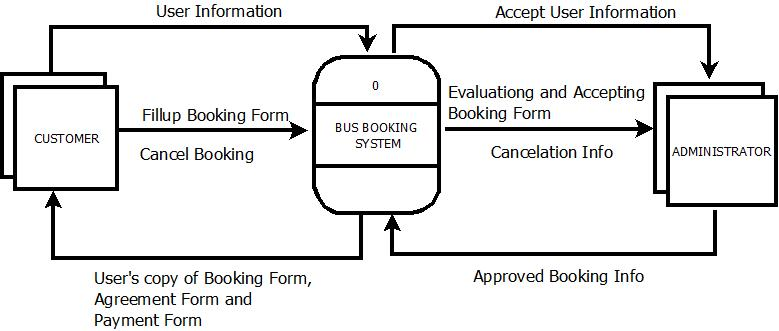 User Information
Accept User Information
0
Evaluationg and Accepting
Booking Form
Fillup Booking Form
BUS BOOKING
SYSTEM
CUSTOMER
Cancel Booking
Cancelation Info
ADMINISTRATOR
User's copy of Booking Form,
Agreement Form and
Payment Form
Approved Booking Info